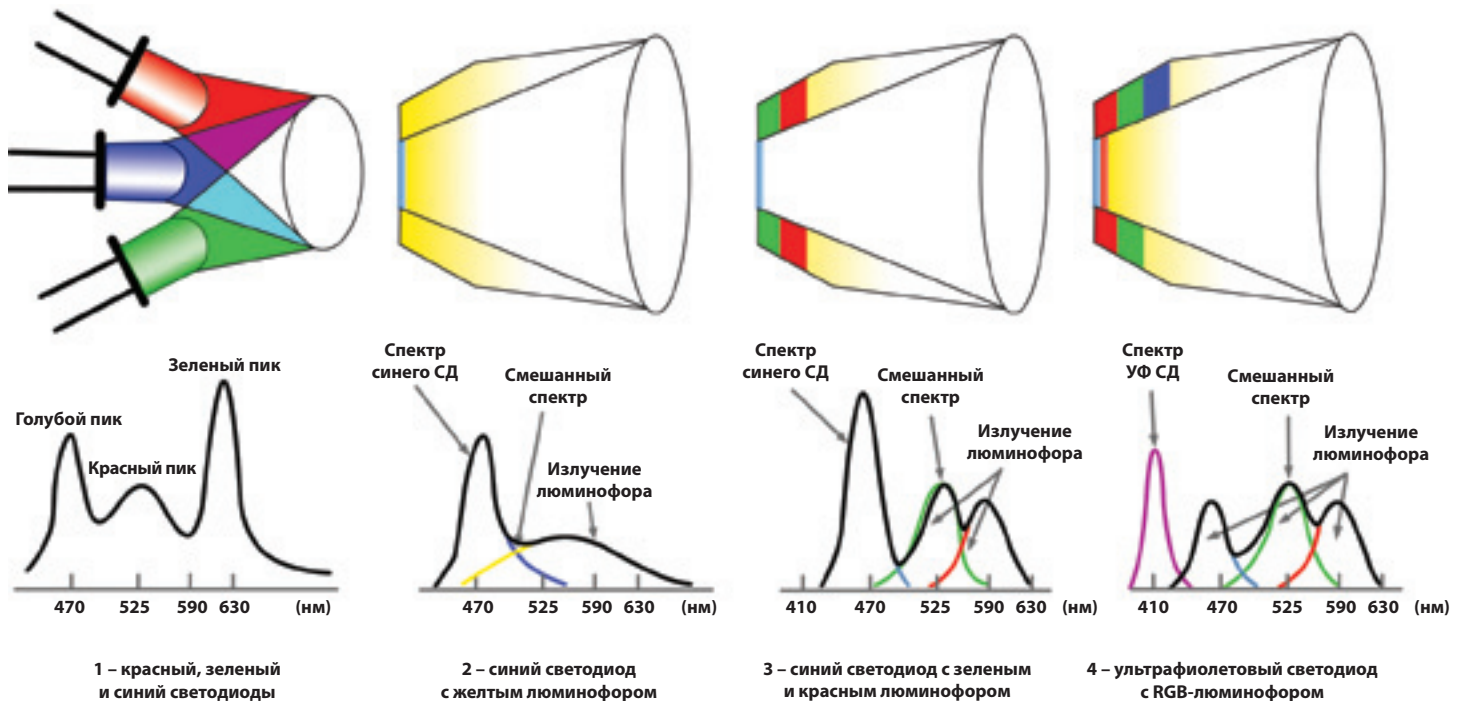 Зеленый пик
Голубой пик
Красный пик
470 525 590 630 (нм)
1 – красный, зеленый
и синий светодиоды
Спектр
синего СД
Смешанный
спектр
Излучение
люминофора
470 525 590 630 (нм)
2 – синий светодиод
с желтым люминофором
Спектр
синего СД
Смешанный
спектр
Излучение
люминофора
410 470 525 590 630 (нм)
3 – синий светодиод с зеленым
и красным люминофором
Спектр
УФ СД
Смешанный
спектр
Излучение
люминофора
410 470 525 590 630 (нм)
4 – ультрафиолетовый светодиод
с RGB-люминофором